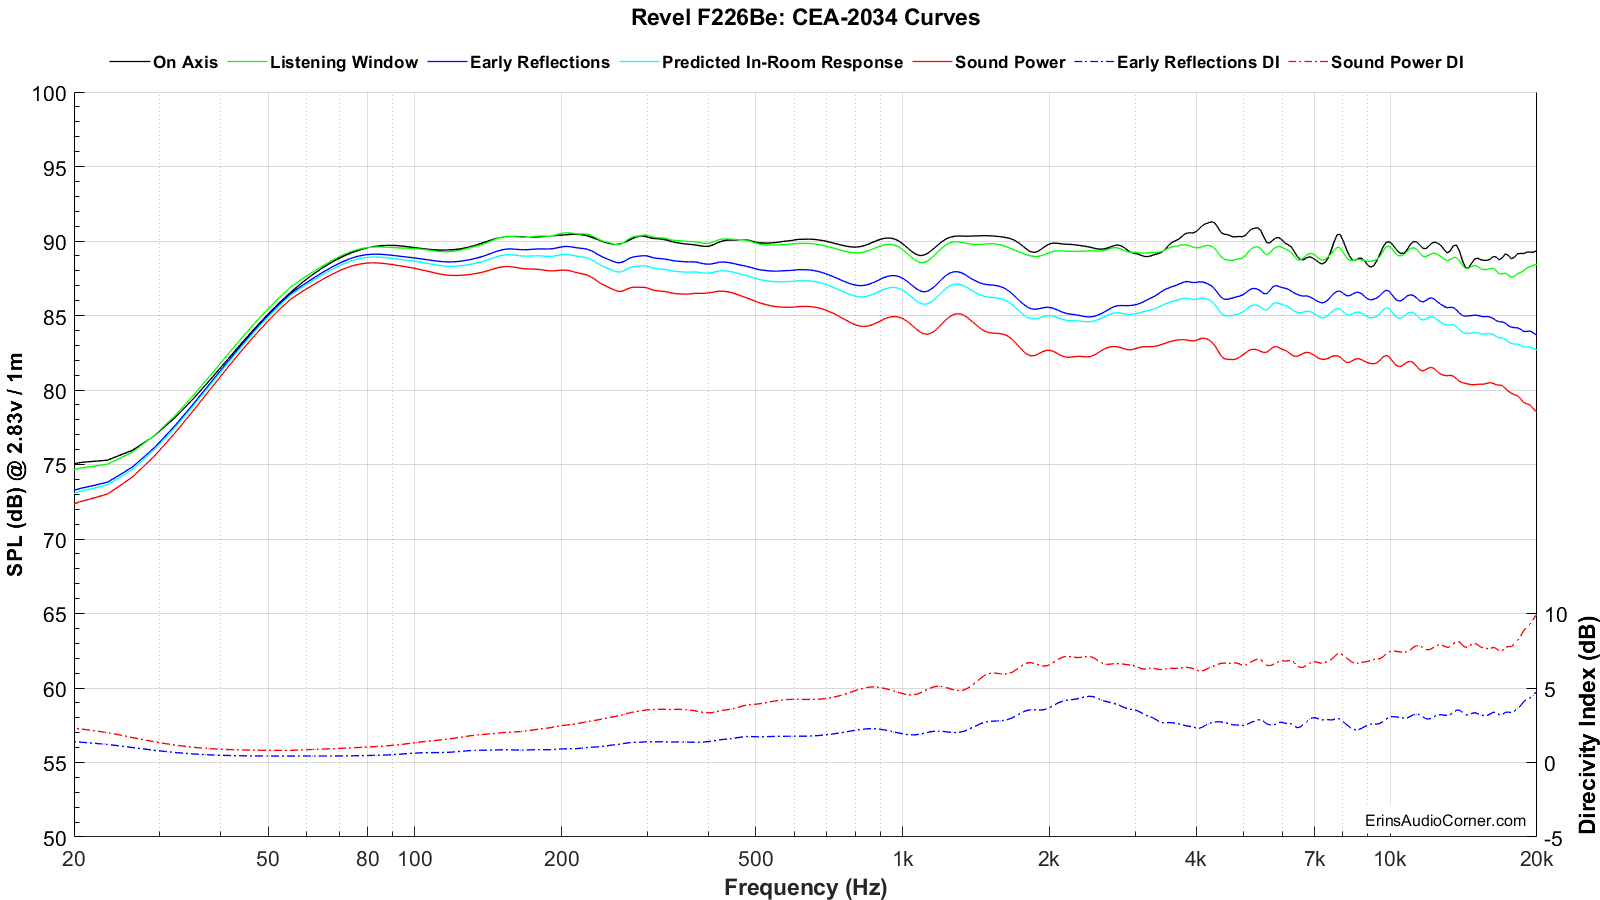 Revel F226Be: CEA-2034 Curves
On Axis Listening Window Early Reflections Predicted In-Room Response Sound Power Early Reflections DI Sound Power DI
100
95
90
85
80
75
70
65
60
55
50
SPL (dB) @ 2.83v / 1m
10
5
0
-5
Direcivity Index (dB)
ErinsAudioCorner.com
20 50 80 100 200 500 1k 2k 4k 7k 10k 20k
Frequency (Hz)